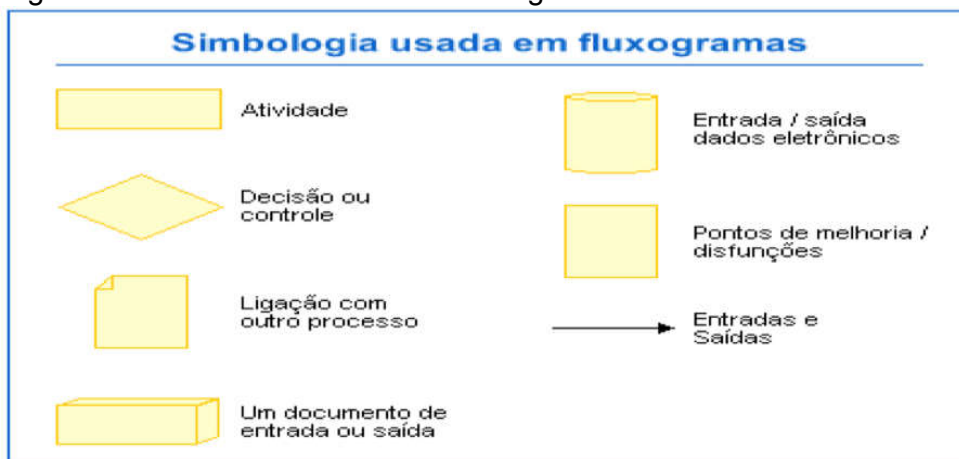 Simbologia usada em fluxogramas
Atividade
Decisão ou
controle
Ligação com
outro processo
Um documento de
entrada ou saída
Entrada / saída
dados eletrônicos
Pontos de melhoria /
disfunções
Entradas e
Saídas